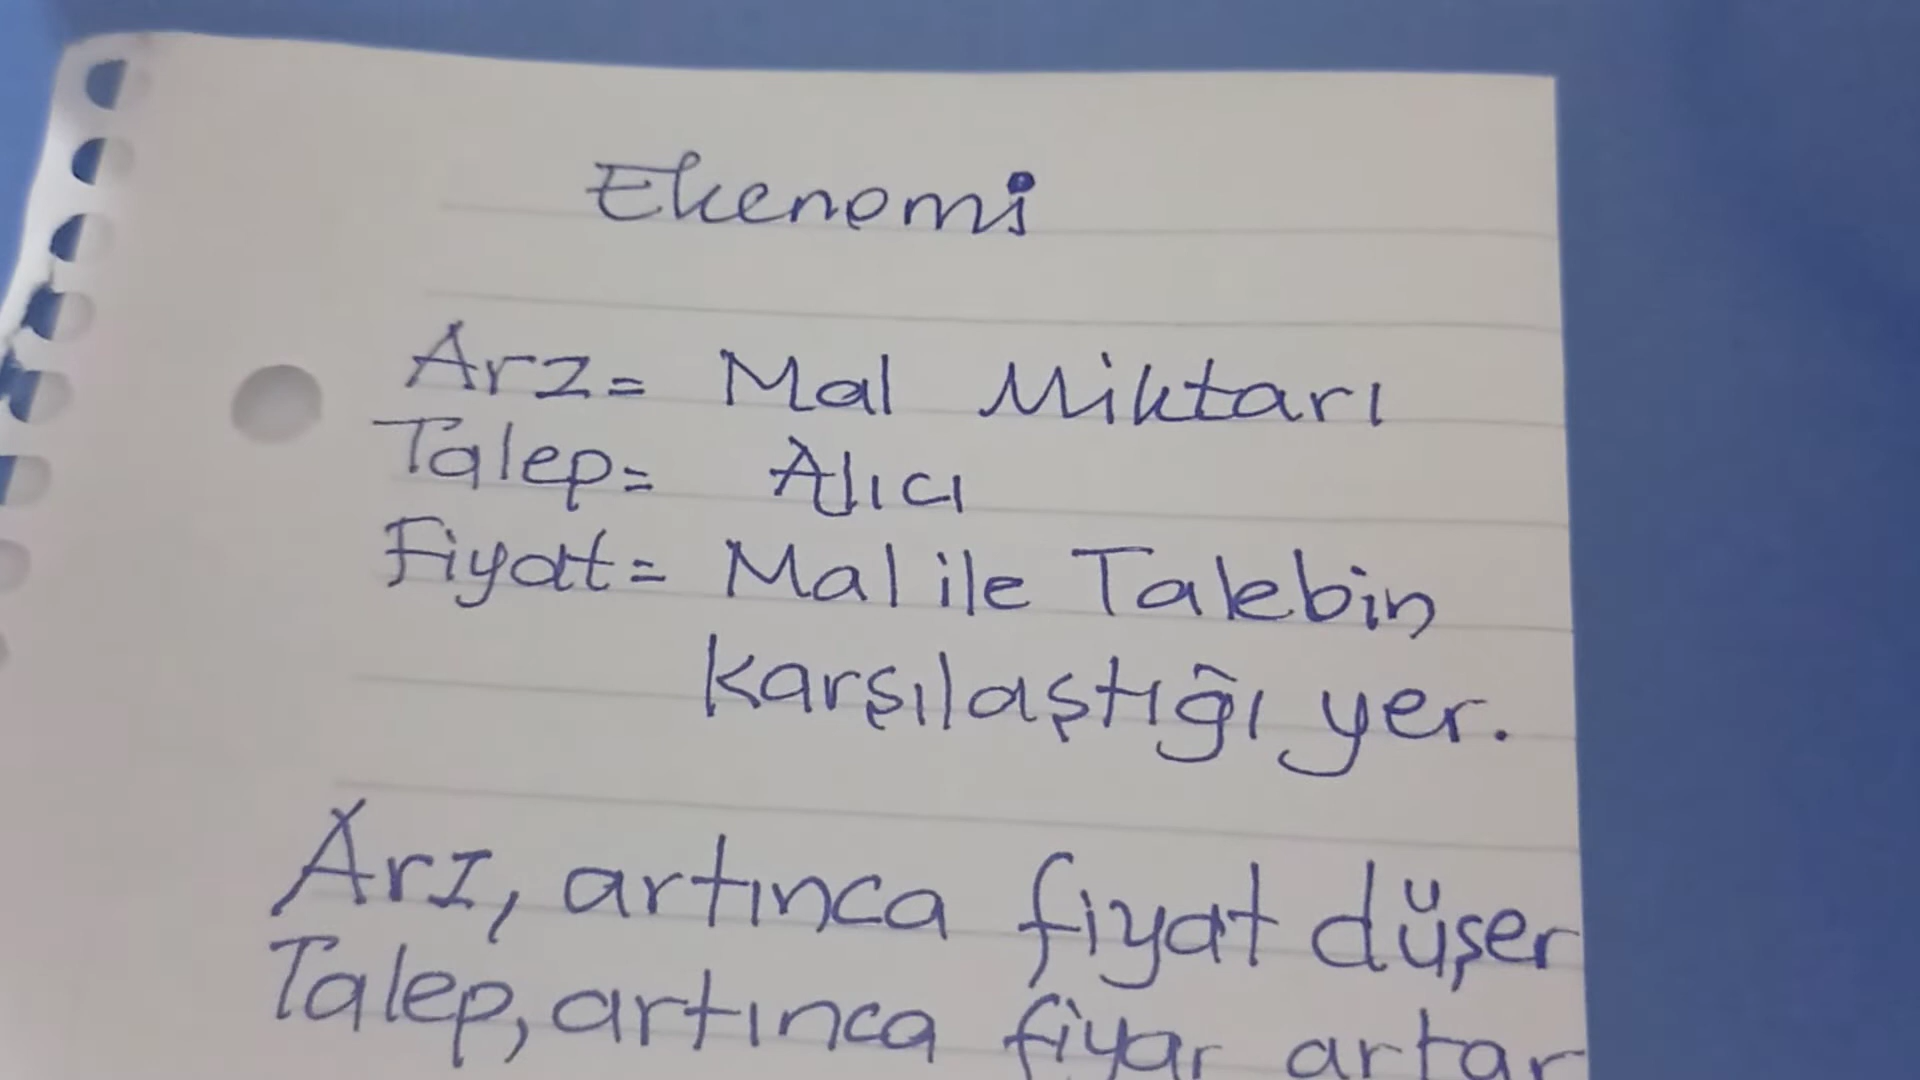 Ekenomi
Arz= Mal Miktarı
Talep= Alıcı
Fiyat= Mal ile Talebin
karşılaştığı yer.
Arz, artınca fiyat düşer
Talep, artınca fiyat artar